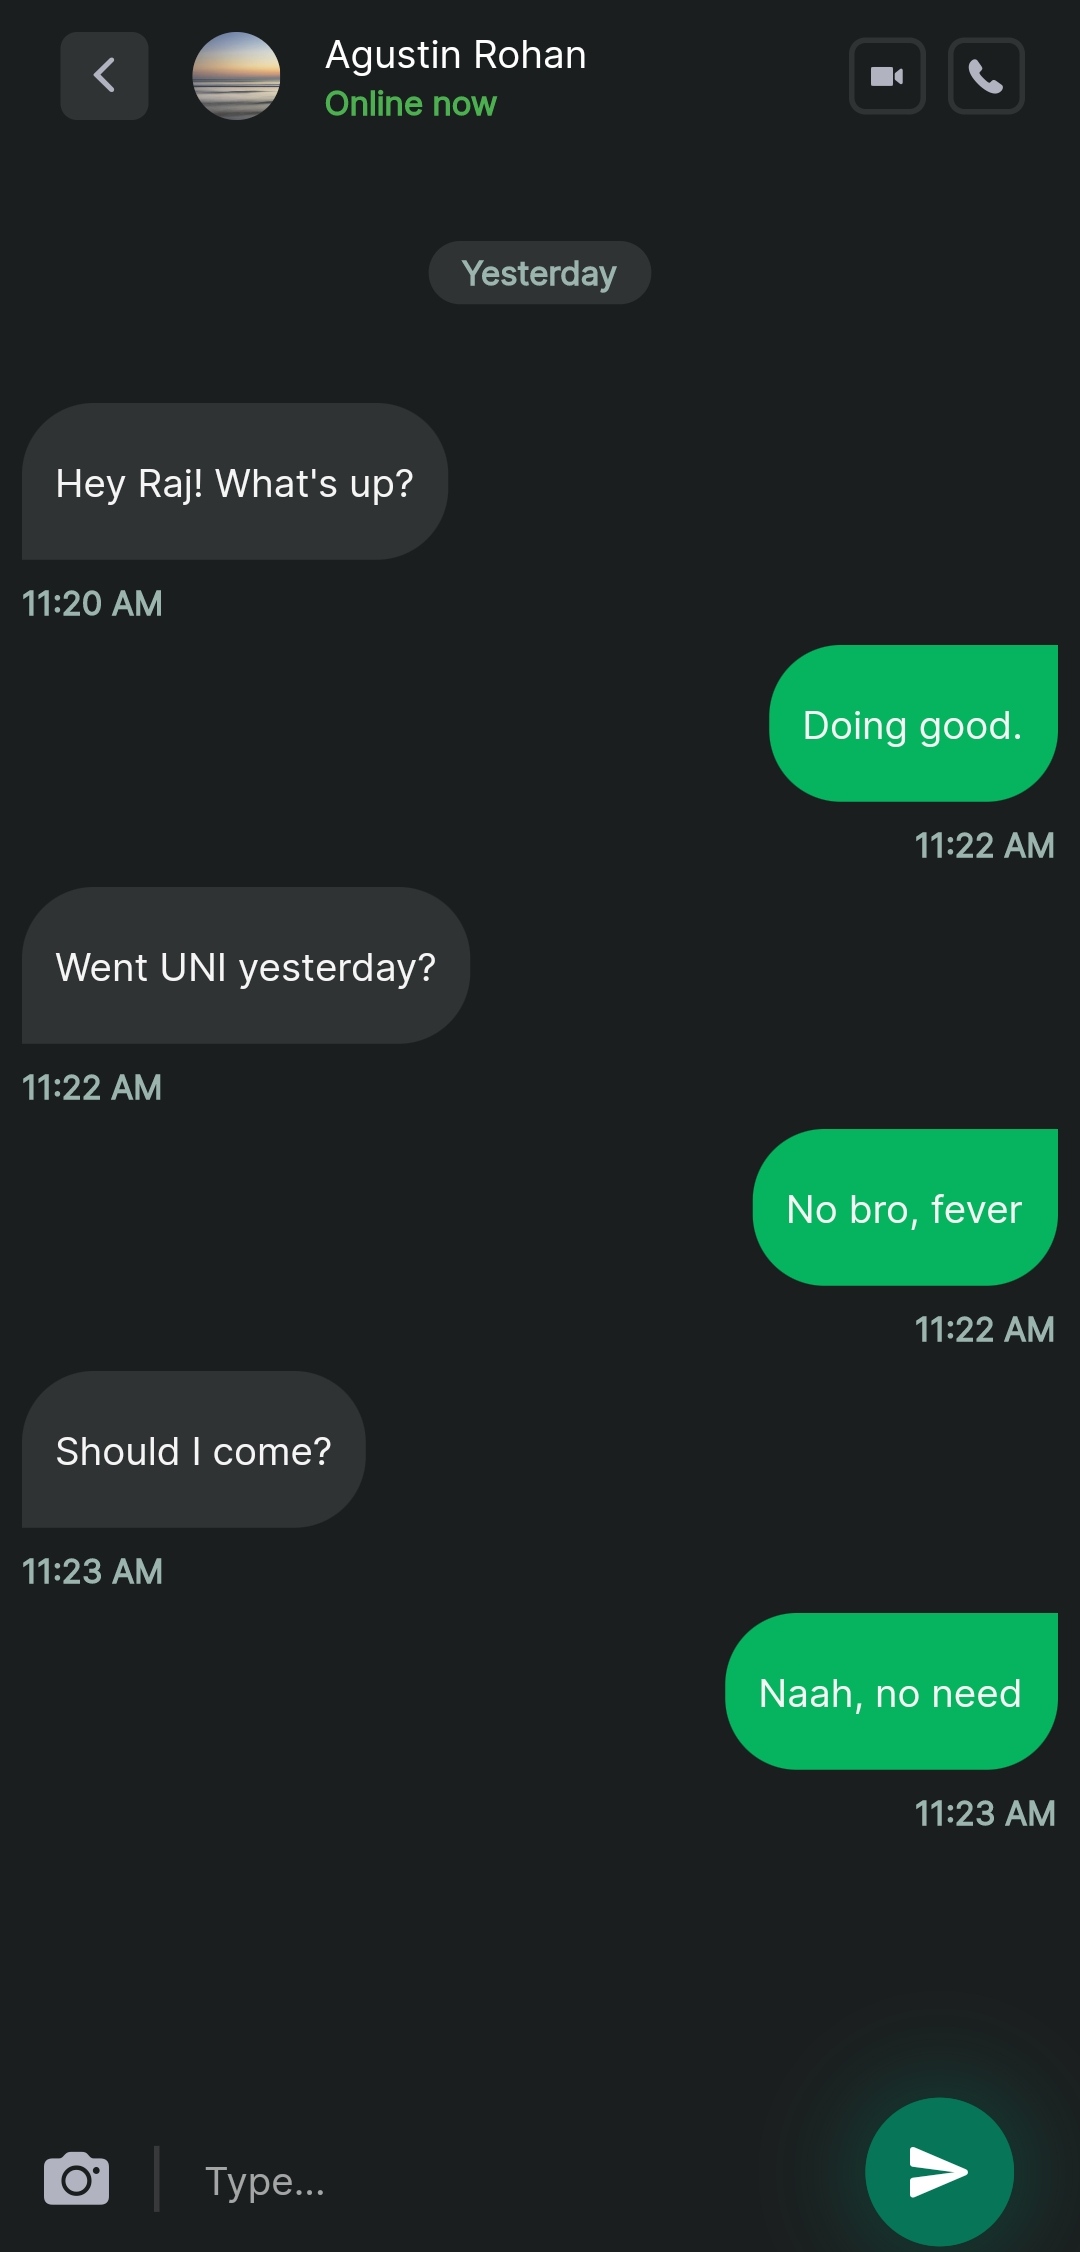 Agustin Rohan
Online now
Yesterday
Hey Raj! What's up?
11:20 AM
Doing good.
11:22 AM
Went UNI yesterday?
11:22 AM
No bro, fever
11:22 AM
Should I come?
11:23 AM
Naah, no need
11:23 AM
Type...